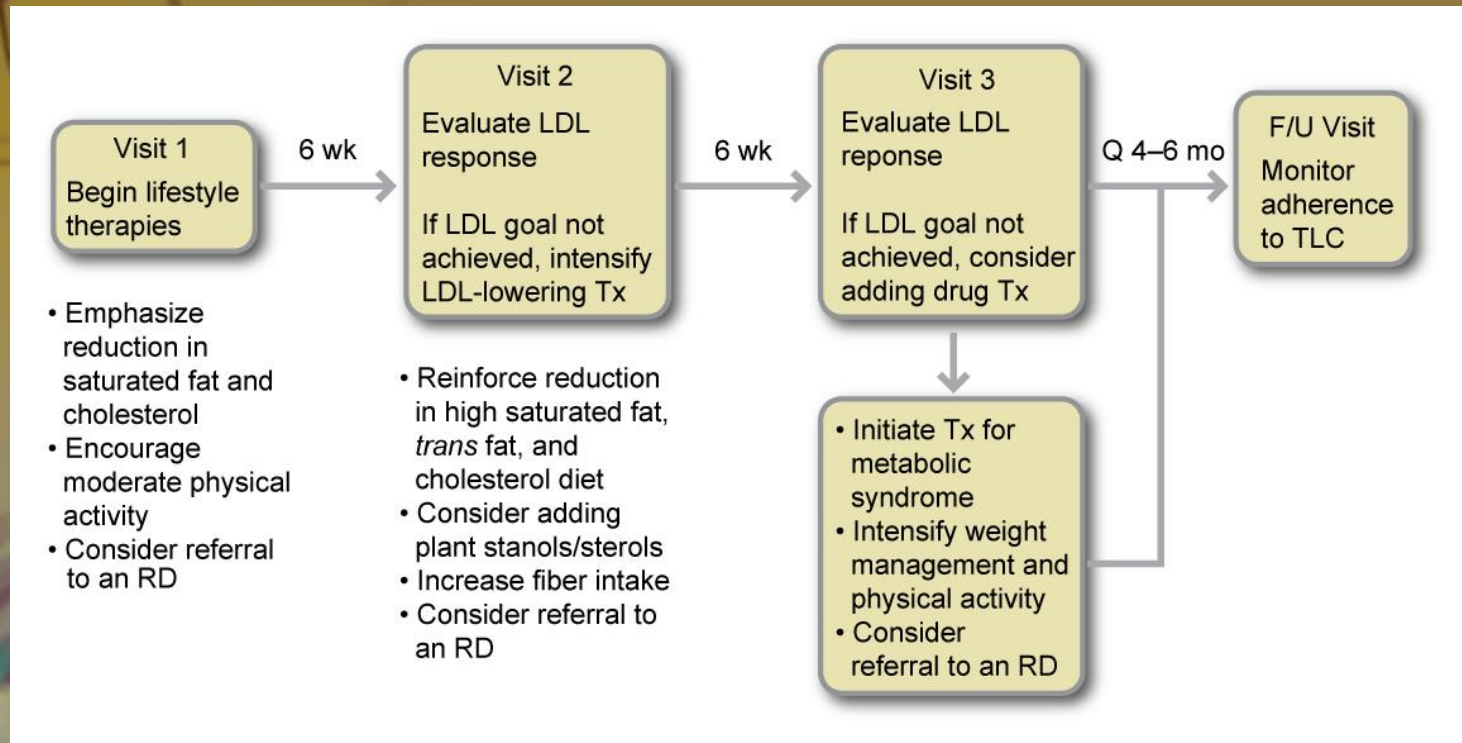 Visit 1
Begin lifestyle
therapies
6 wk
Visit 2
Evaluate LDL
response
If LDL goal not
achieved, intensify
LDL-lowering Tx
6 wk
Visit 3
Evaluate LDL
reponse
If LDL goal not
achieved, consider
adding drug Tx
Q 4–6 mo
F/U Visit
Monitor
adherence
to TLC
• Emphasize
reduction in
saturated fat and
cholesterol
• Encourage
moderate physical
activity
• Consider referral
to an RD
• Reinforce reduction
in high saturated fat,
trans fat, and
cholesterol diet
• Consider adding
plant stanols/sterols
• Increase fiber intake
• Consider referral to
an RD
• Initiate Tx for
metabolic
syndrome
• Intensify weight
management and
physical activity
• Consider
referral to an RD